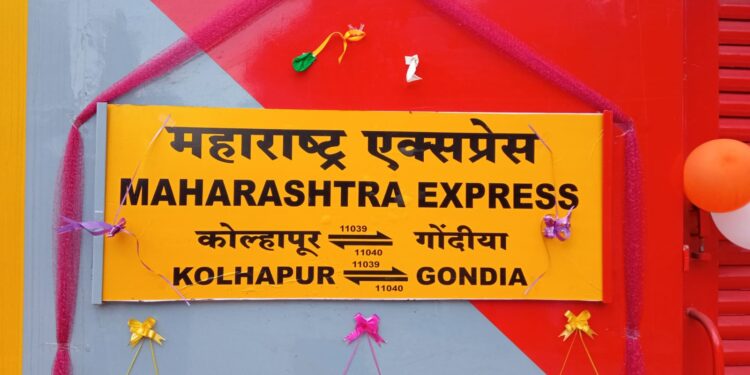 महाराष्ट्र एक्सप्रेस
MAHARASHTRA EXPRESS
11039
कोल्हापूर ⇌ गोंदीया
11040
11039
KOLHAPUR ⇌ GONDIA
11040